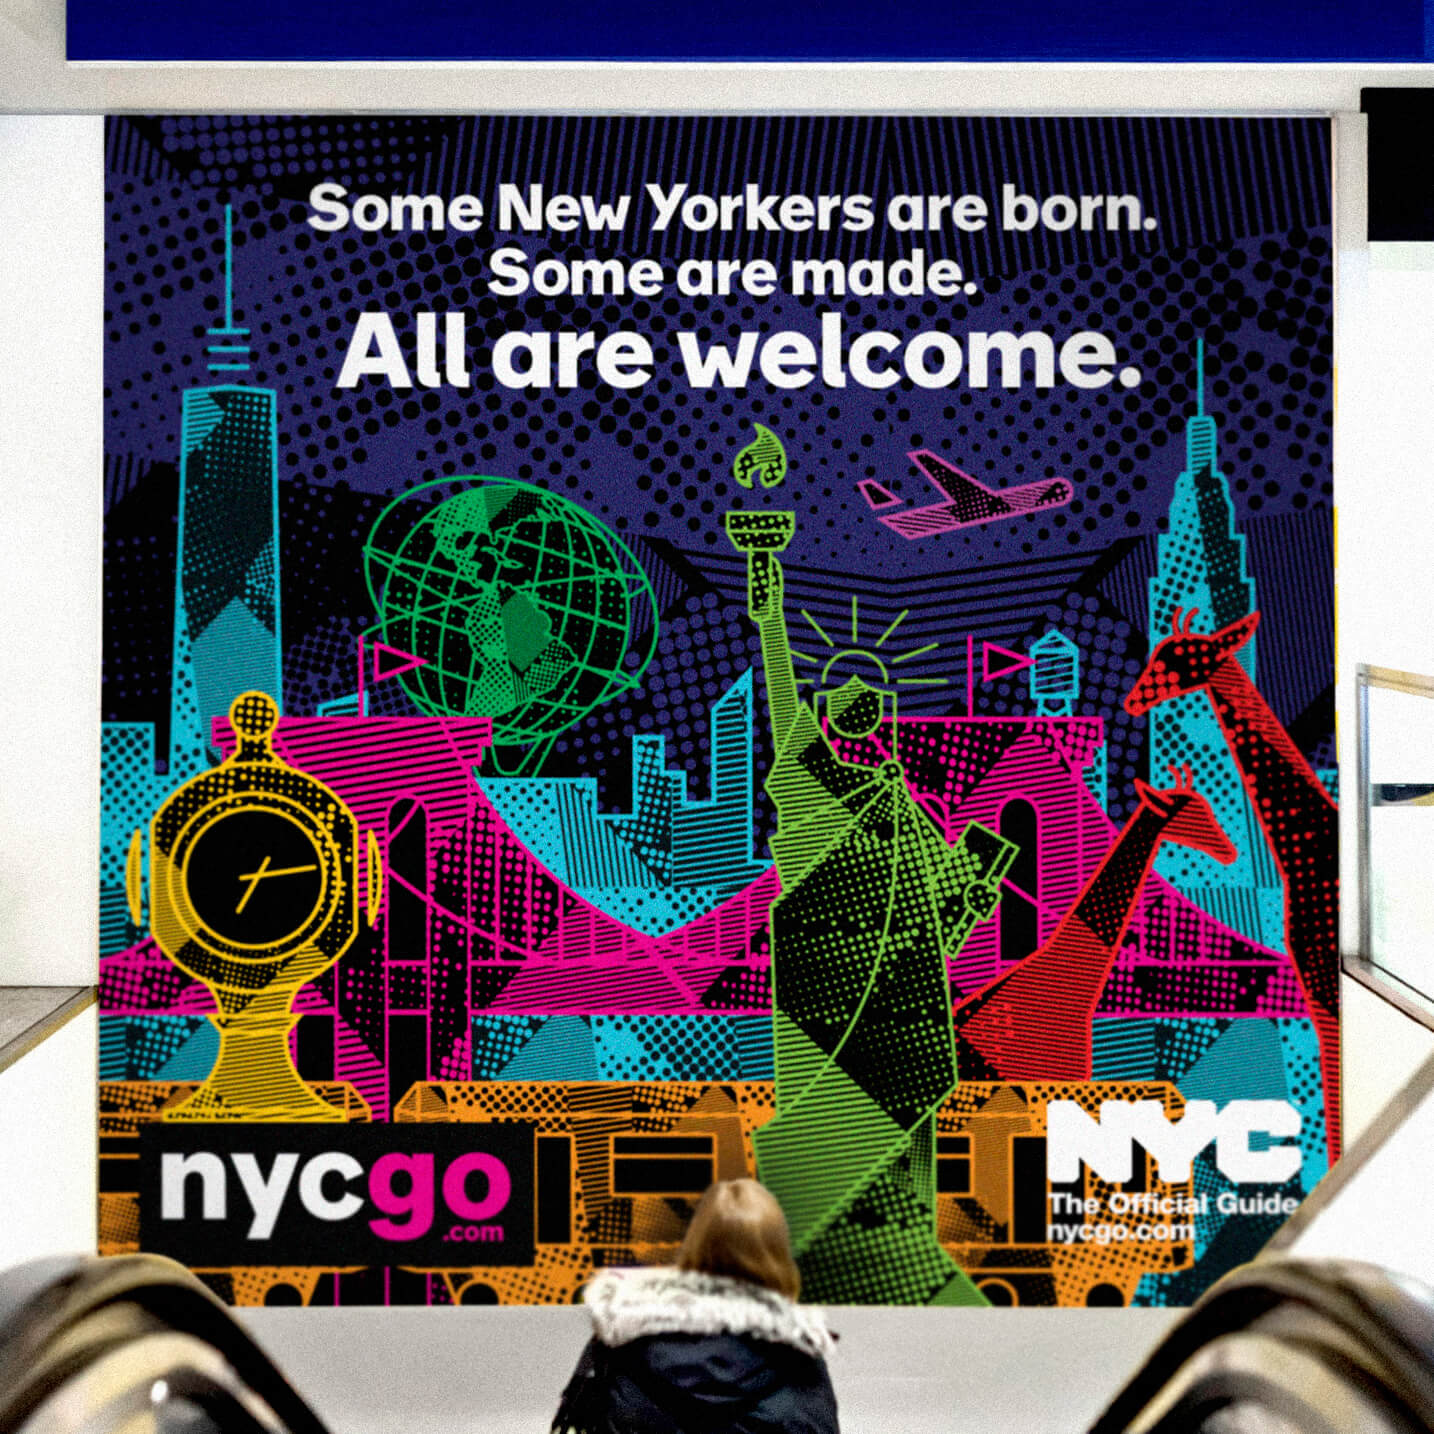 Some New Yorkers are born.
Some are made.
All are welcome.
nycgo
.com
NYC
The Official Guide
nycgo.com